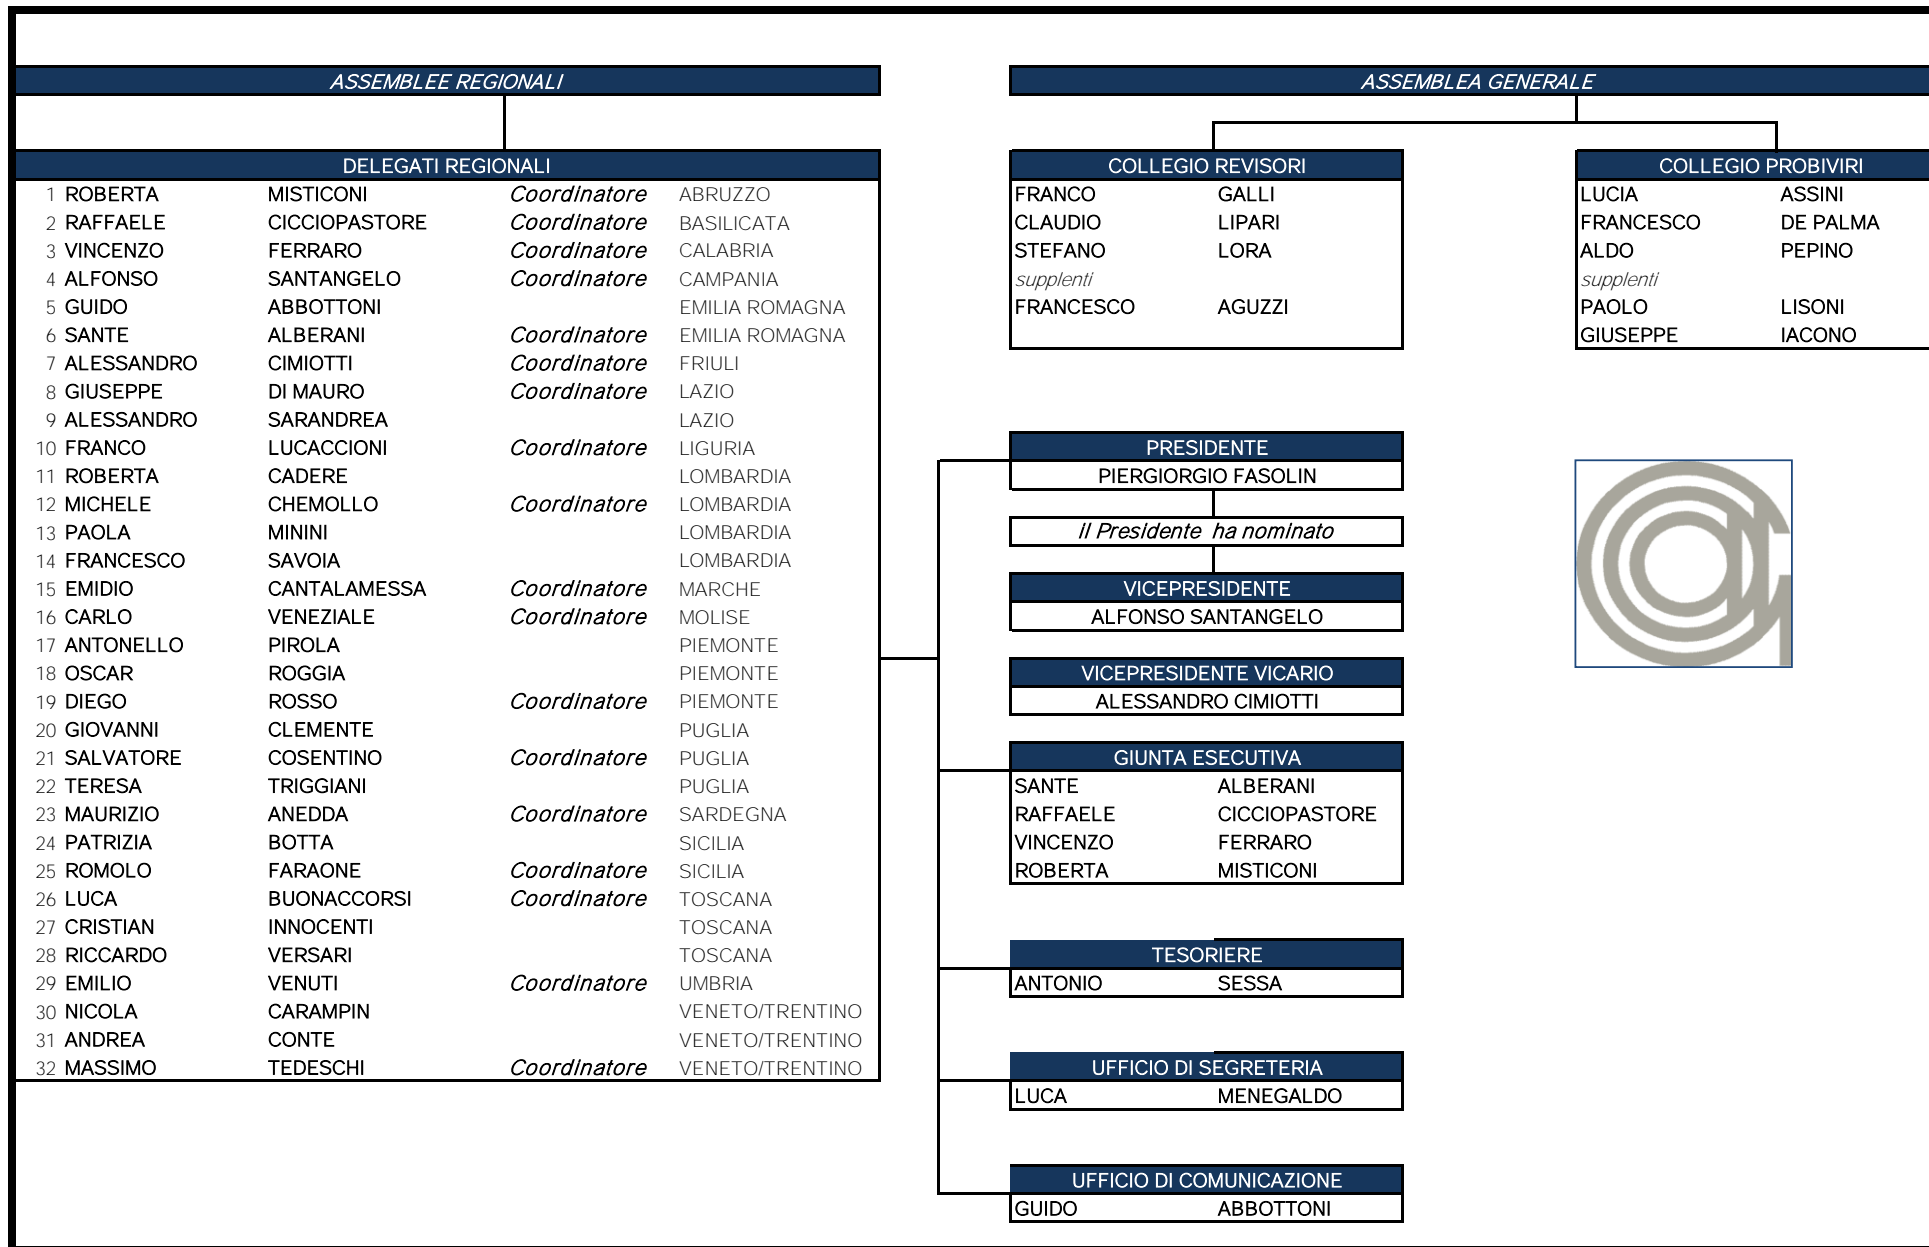 ASSEMBLEE REGIONALI
DELEGATI REGIONALI
1 ROBERTA MISTICONI Coordinatore ABRUZZO
2 RAFFAELE CICCIOPASTORE Coordinatore BASILICATA
3 VINCENZO FERRARO Coordinatore CALABRIA
4 ALFONSO SANTANGELO Coordinatore CAMPANIA
5 GUIDO ABBOTTONI EMILIA ROMAGNA
6 SANTE ALBERANI Coordinatore EMILIA ROMAGNA
7 ALESSANDRO CIMIOTTI Coordinatore FRIULI
8 GIUSEPPE DI MAURO Coordinatore LAZIO
9 ALESSANDRO SARANDREA LAZIO
10 FRANCO LUCACCIONI Coordinatore LIGURIA
11 ROBERTA CADERE LOMBARDIA
12 MICHELE CHEMOLLO Coordinatore LOMBARDIA
13 PAOLA MININI LOMBARDIA
14 FRANCESCO SAVOIA LOMBARDIA
15 EMIDIO CANTALAMESSA Coordinatore MARCHE
16 CARLO VENEZIALE Coordinatore MOLISE
17 ANTONELLO PIROLA PIEMONTE
18 OSCAR ROGGIA PIEMONTE
19 DIEGO ROSSO Coordinatore PIEMONTE
20 GIOVANNI CLEMENTE PUGLIA
21 SALVATORE COSENTINO Coordinatore PUGLIA
22 TERESA TRIGGIANI PUGLIA
23 MAURIZIO ANEDDA Coordinatore SARDEGNA
24 PATRIZIA BOTTA SICILIA
25 ROMOLO FARAONE Coordinatore SICILIA
26 LUCA BUONACCORSI Coordinatore TOSCANA
27 CRISTIAN INNOCENTI TOSCANA
28 RICCARDO VERSARI TOSCANA
29 EMILIO VENUTI Coordinatore UMBRIA
30 NICOLA CARAMPIN VENETO/TRENTINO
31 ANDREA CONTE VENETO/TRENTINO
32 MASSIMO TEDESCHI Coordinatore VENETO/TRENTINO
ASSEMBLEA GENERALE
COLLEGIO REVISORI
FRANCO GALLI
CLAUDIO LIPARI
STEFANO LORA
supplenti
FRANCESCO AGUZZI
COLLEGIO PROBIVIRI
LUCIA ASSINI
FRANCESCO DE PALMA
ALDO PEPINO
supplenti
PAOLO LISONI
GIUSEPPE IACONO
PRESIDENTE
PIERGIORGIO FASOLIN
il Presidente ha nominato
VICEPRESIDENTE
ALFONSO SANTANGELO
VICEPRESIDENTE VICARIO
ALESSANDRO CIMIOTTI
GIUNTA ESECUTIVA
SANTE ALBERANI
RAFFAELE CICCIOPASTORE
VINCENZO FERRARO
ROBERTA MISTICONI
TESORIERE
ANTONIO SESSA
UFFICIO DI SEGRETERIA
LUCA MENEGALDO
UFFICIO DI COMUNICAZIONE
GUIDO ABBOTTONI